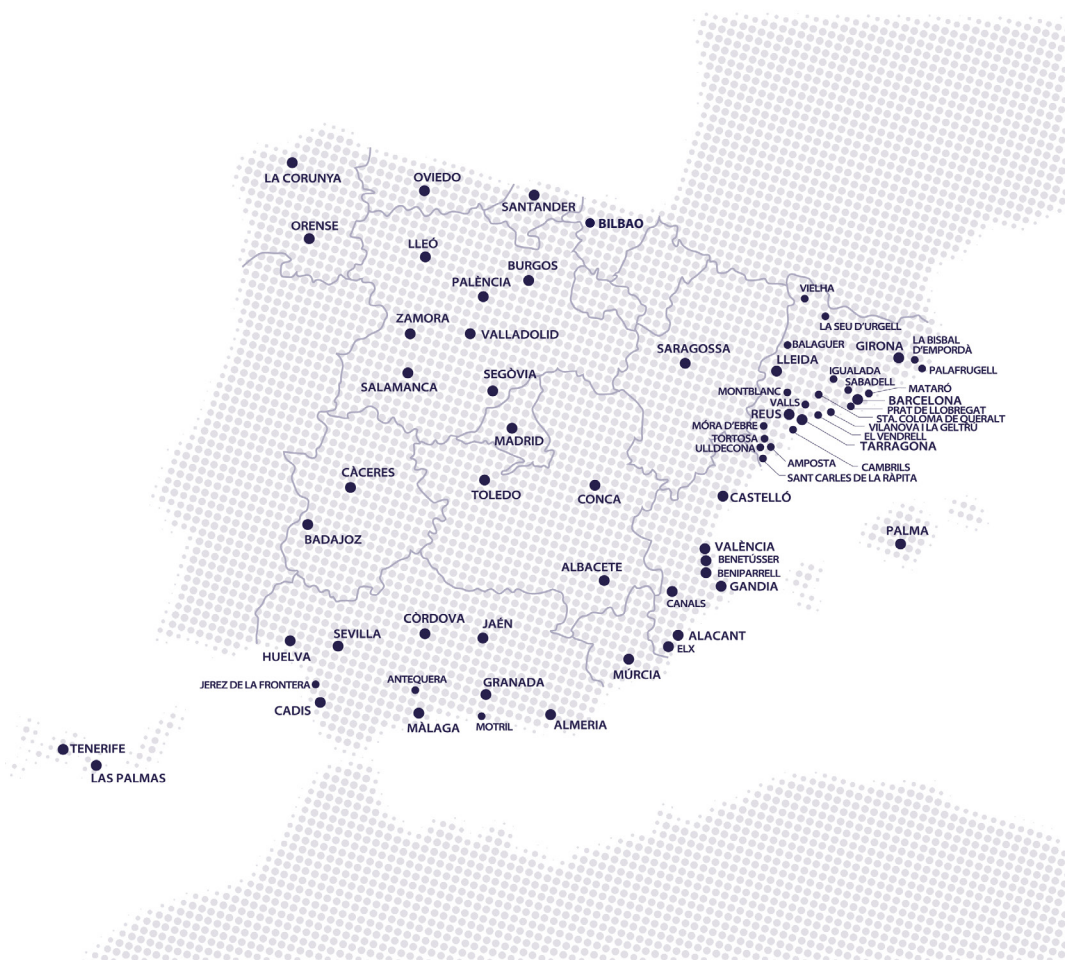 LA CORUNYA
OVIEDO
SANTANDER
BILBAO
ORENSE
LLEÓ
BURGOS
PALÈNCIA
VIELHA
ZAMORA
VALLADOLID
LA SEU D'URGELL
LA BISBAL
D'EMPORDÀ
GIRONA
BALAGUER
SARAGOSSA
LLEIDA
PALAFRUGELL
IGUALADA
SABADELL
SEGÒVIA
SALAMANCA
MATARÓ
MONTBLANC
BARCELONA
VALLS
PRAT DE LLOBREGAT
REUS
STA. COLOMA DE QUERALT
MÓRA D'EBRE
VILANOVA I LA GELTRÚ
EL VENDRELL
TORTOSA
MADRID
TARRAGONA
ULLDECONA
AMPOSTA
CAMBRILS
CÀCERES
SANT CARLES DE LA RÀPITA
TOLEDO
CONCA
CASTELLÓ
PALMA
BADAJOZ
VALÈNCIA
BENETÚSSER
ALBACETE
BENIPARRELL
GANDIA
CANALS
CÒRDOVA
JAÉN
SEVILLA
ALACANT
ELX
HUELVA
MÚRCIA
ANTEQUERA
GRANADA
JEREZ DE LA FRONTERA
CADIS
MÀLAGA
MOTRIL
ALMERIA
TENERIFE
LAS PALMAS